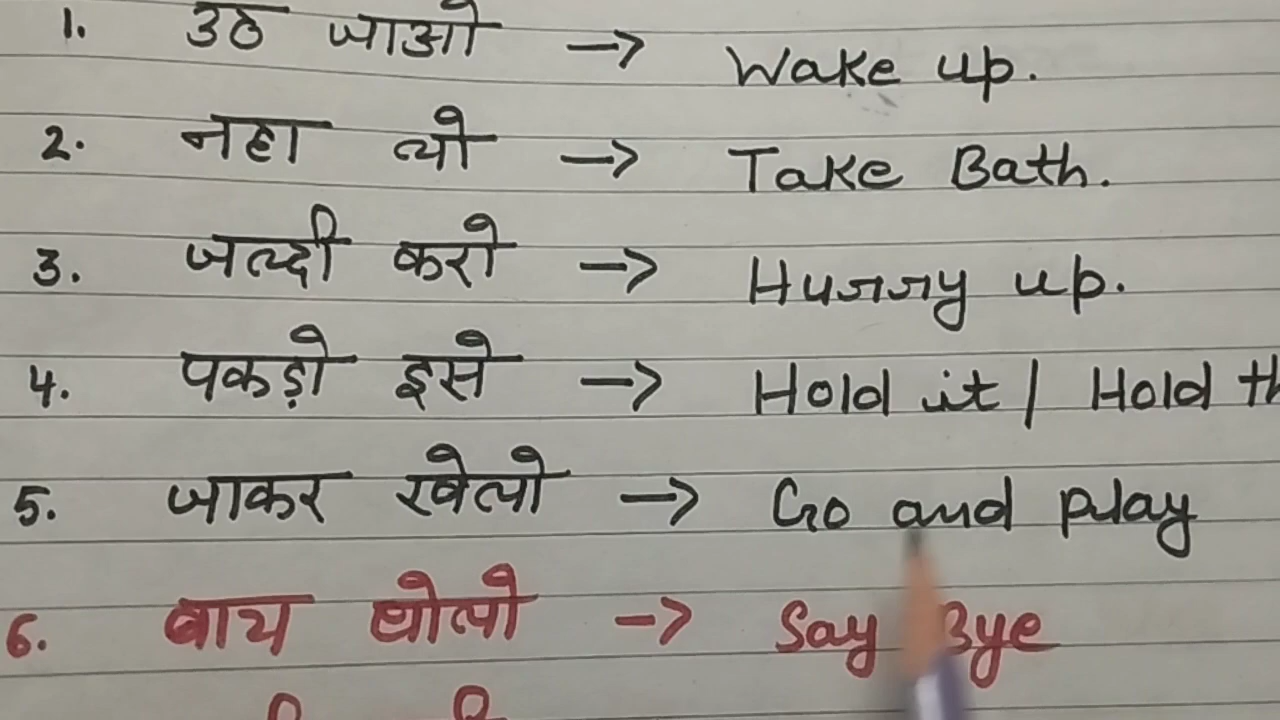 1. उठ जाओ → Wake up.
2. नहा लो → Take Bath.
3. जल्दी करो → Hurry up.
4. पकड़ो इसे → Hold it / Hold
5. जाकर खेलो → Go and play
6. बाय बोलो → Say Bye